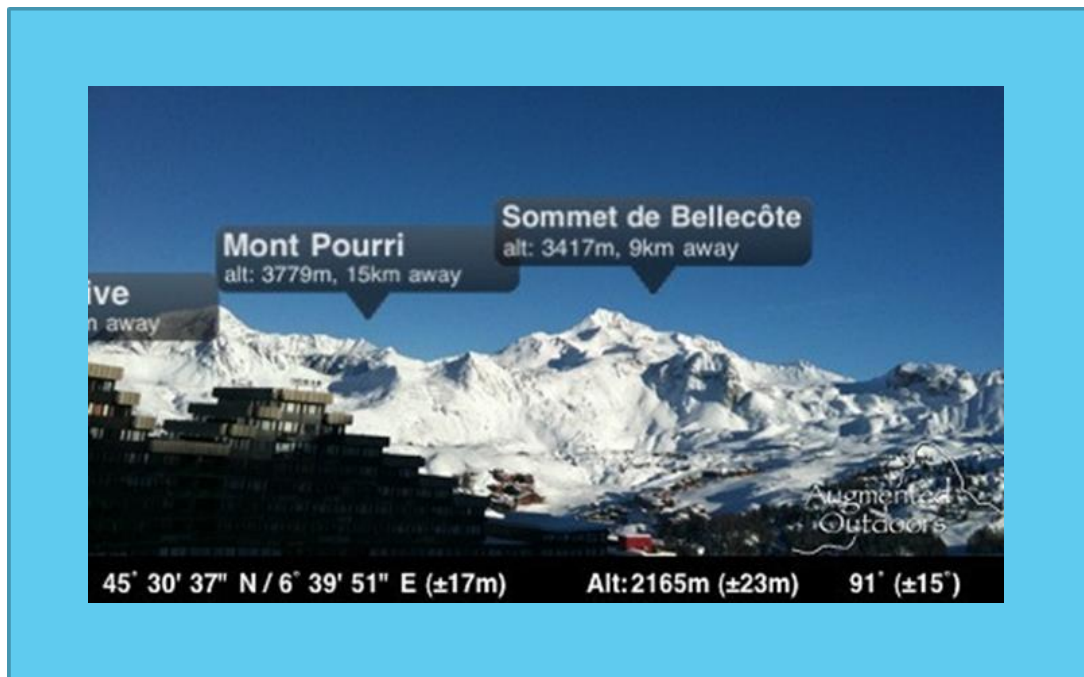 Sommet de Bellecôte
alt: 3417m, 9km away
Mont Pourri
alt: 3779m, 15km away
ive
m away
Augmented
Outdoors
45° 30' 37" N / 6° 39' 51" E (±17m) Alt: 2165m (±23m) 91° (±15°)